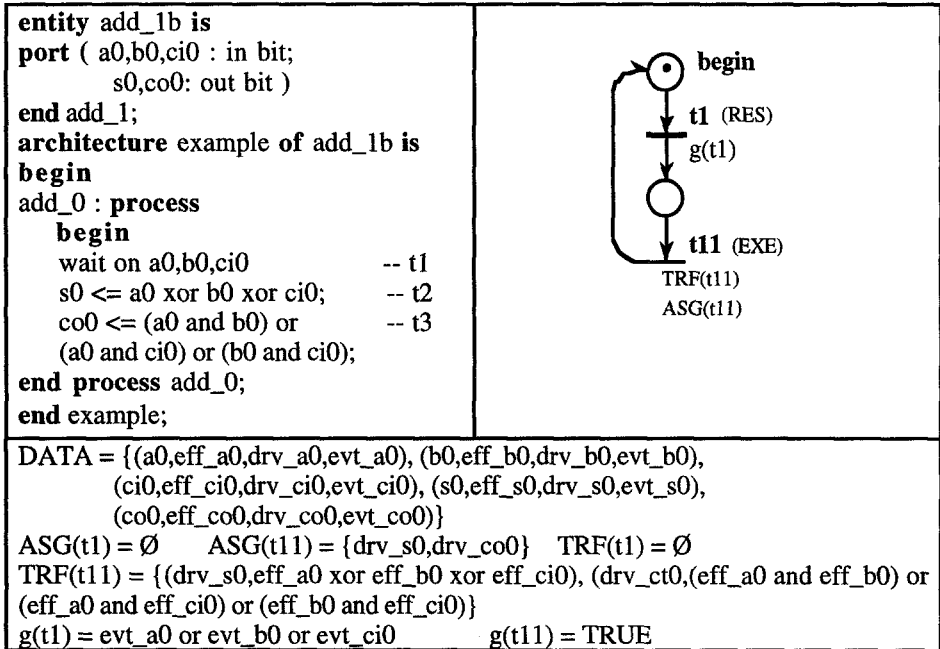 entity add_1b is
port ( a0,b0,ci0 : in bit;
s0,co0: out bit )
end add_1;
architecture example of add_1b is
begin
add_0 : process
begin
wait on a0,b0,ci0 -- t1
s0 <= a0 xor b0 xor ci0; -- t2
co0 <= (a0 and b0) or -- t3
(a0 and ci0) or (b0 and ci0);
end process add_0;
end example;
begin
t1 (RES)
g(t1)
t11 (EXE)
TRF(t11)
ASG(t11)
DATA = {(a0,eff_a0,drv_a0,evt_a0), (b0,eff_b0,drv_b0,evt_b0),
(ci0,eff_ci0,drv_ci0,evt_ci0), (s0,eff_s0,drv_s0,evt_s0),
(co0,eff_co0,drv_co0,evt_co0)}
ASG(t1) = Ø ASG(t11) = {drv_s0,drv_co0} TRF(t1) = Ø
TRF(t11) = {(drv_s0,eff_a0 xor eff_b0 xor eff_ci0), (drv_ct0,(eff_a0 and eff_b0) or
(eff_a0 and eff_ci0) or (eff_b0 and eff_ci0)}
g(t1) = evt_a0 or evt_b0 or evt_ci0 g(t11) = TRUE